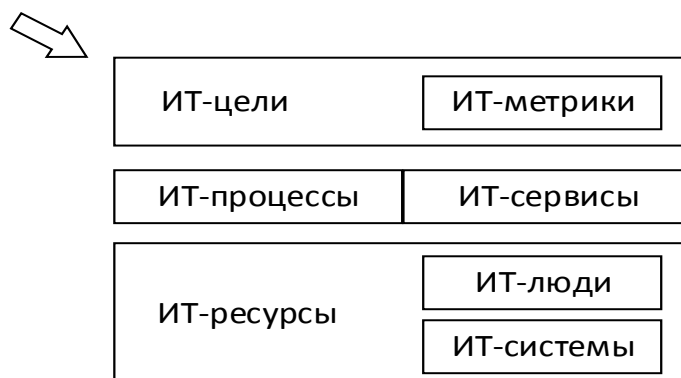 ИТ-цели
ИТ-метрики
ИТ-процессы
ИТ-сервисы
ИТ-ресурсы
ИТ-люди
ИТ-системы